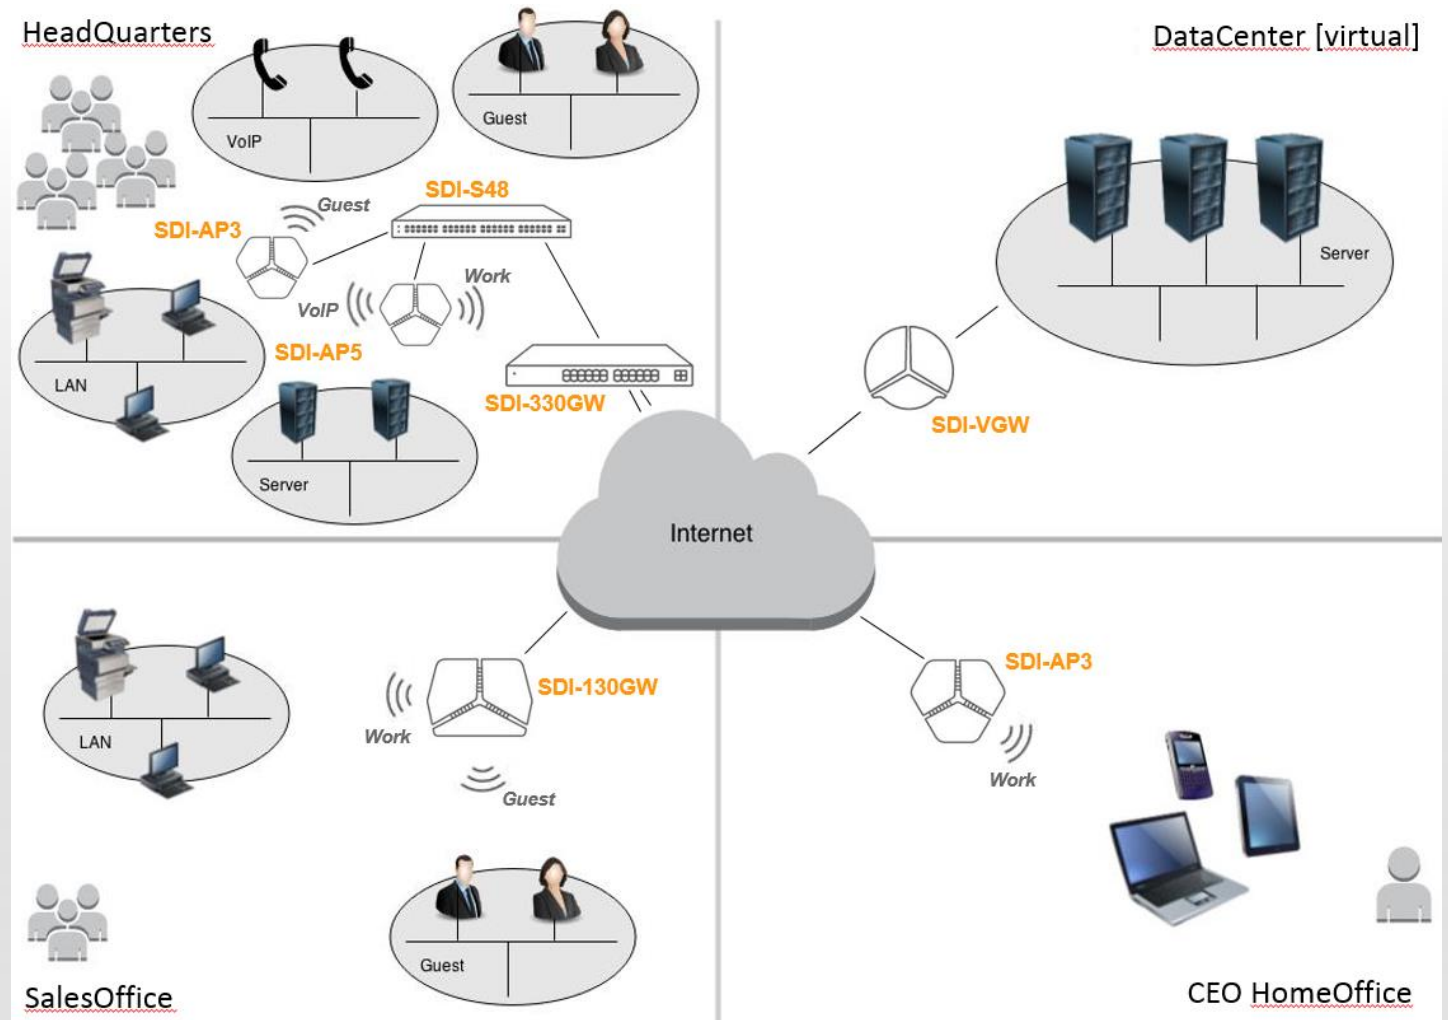 HeadQuarters
DataCenter [virtual]
VoIP
Guest
SDI-S48
Guest
SDI-AP3
Server
Work
VoIP
SDI-AP5
LAN
SDI-330GW
SDI-VGW
Server
Internet
SDI-AP3
SDI-130GW
Work
LAN
Work
Guest
Guest
SalesOffice
CEO HomeOffice